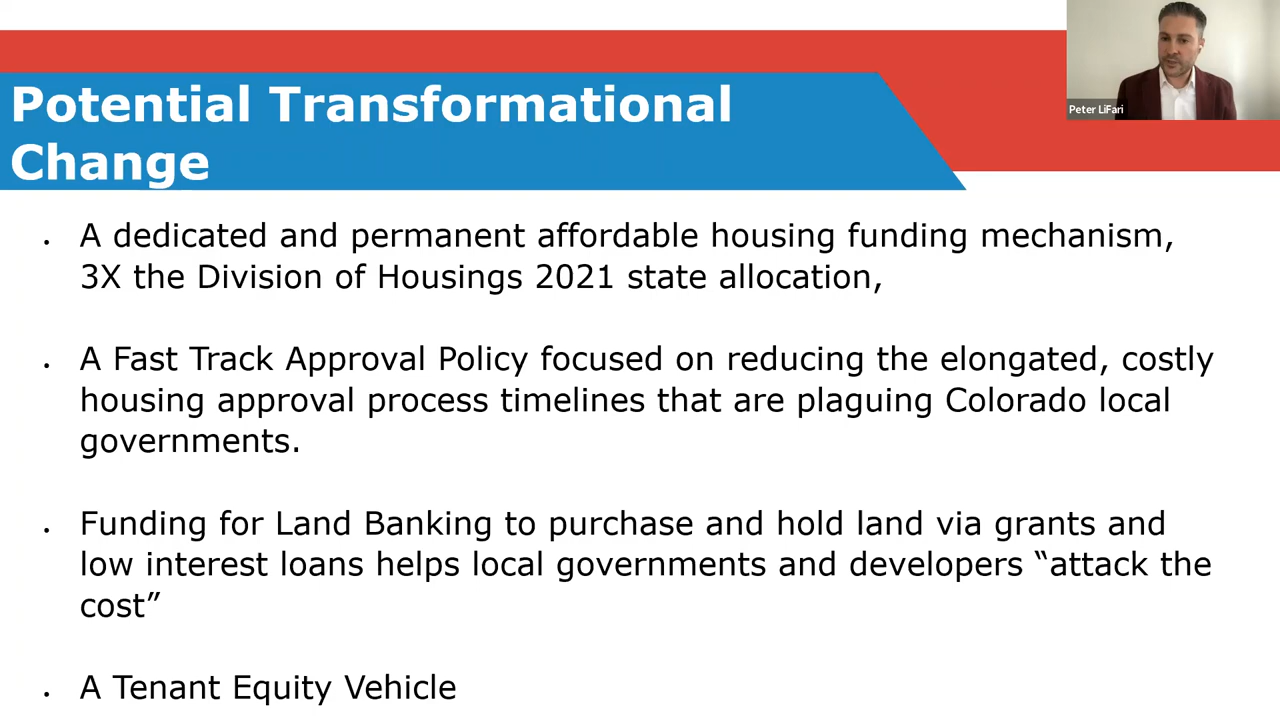 Potential Transformational
Change
Peter LiFari
• A dedicated and permanent affordable housing funding mechanism,
3X the Division of Housings 2021 state allocation,
• A Fast Track Approval Policy focused on reducing the elongated, costly
housing approval process timelines that are plaguing Colorado local
governments.
• Funding for Land Banking to purchase and hold land via grants and
low interest loans helps local governments and developers “attack the
cost”
• A Tenant Equity Vehicle